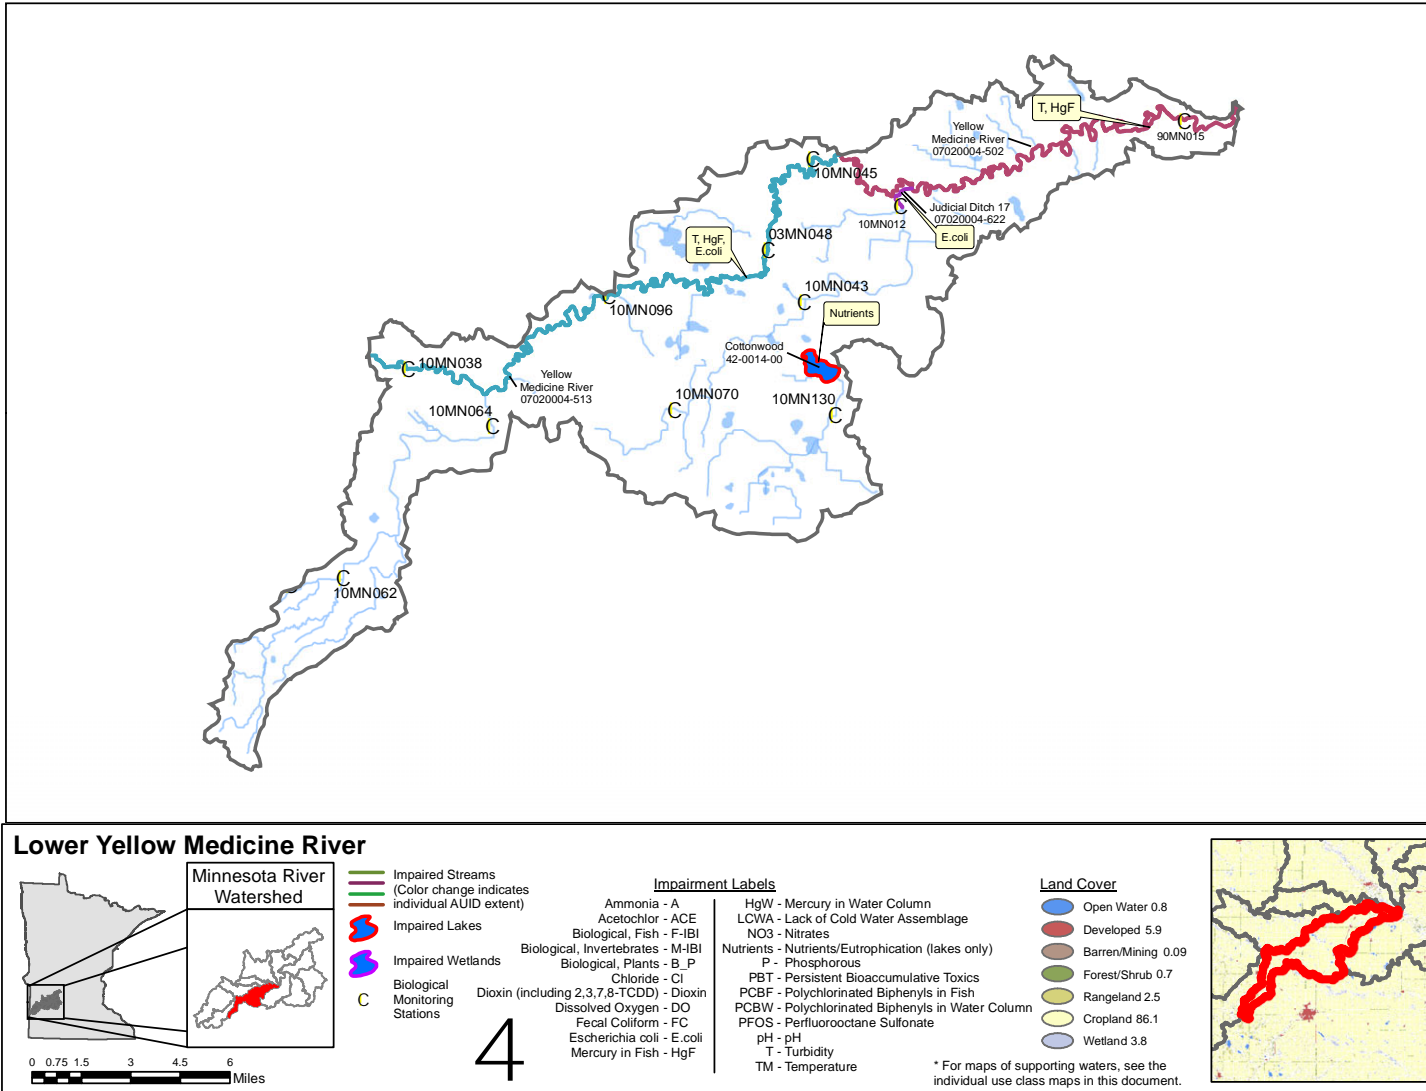 T, HgF
Yellow
Medicine River
07020004-502
90MN015
C
C
10MN045
C
10MN012
Judicial Ditch 17
07020004-622
E.coli
03MN048
C
T, HgF,
E.coli
10MN043
C
10MN096
C
Nutrients
Cottonwood
42-0014-00
10MN038
C
Yellow
Medicine River
07020004-513
10MN064
C
10MN070
C
10MN130
C
C
10MN062
Lower Yellow Medicine River
Minnesota River
Watershed
0 0.75 1.5 3 4.5 6
Miles
Impaired Streams
(Color change indicates
individual AUID extent)
Impaired Lakes
Impaired Wetlands
C
Biological
Monitoring
Stations
4
Impairment Labels
Ammonia - A
Acetochlor - ACE
Biological, Fish - F-IBI
Biological, Invertebrates - M-IBI
Biological, Plants - B_P
Chloride - Cl
Dioxin (including 2,3,7,8-TCDD) - Dioxin
Dissolved Oxygen - DO
Fecal Coliform - FC
Escherichia coli - E.coli
Mercury in Fish - HgF
HgW - Mercury in Water Column
LCWA - Lack of Cold Water Assemblage
NO3 - Nitrates
Nutrients - Nutrients/Eutrophication (lakes only)
P - Phosphorous
PBT - Persistent Bioaccumulative Toxics
PCBF - Polychlorinated Biphenyls in Fish
PCBW - Polychlorinated Biphenyls in Water Column
PFOS - Perfluorooctane Sulfonate
pH - pH
T - Turbidity
TM - Temperature
Land Cover
Open Water 0.8
Developed 5.9
Barren/Mining 0.09
Forest/Shrub 0.7
Rangeland 2.5
Cropland 86.1
Wetland 3.8
* For maps of supporting waters, see the
individual use class maps in this document.